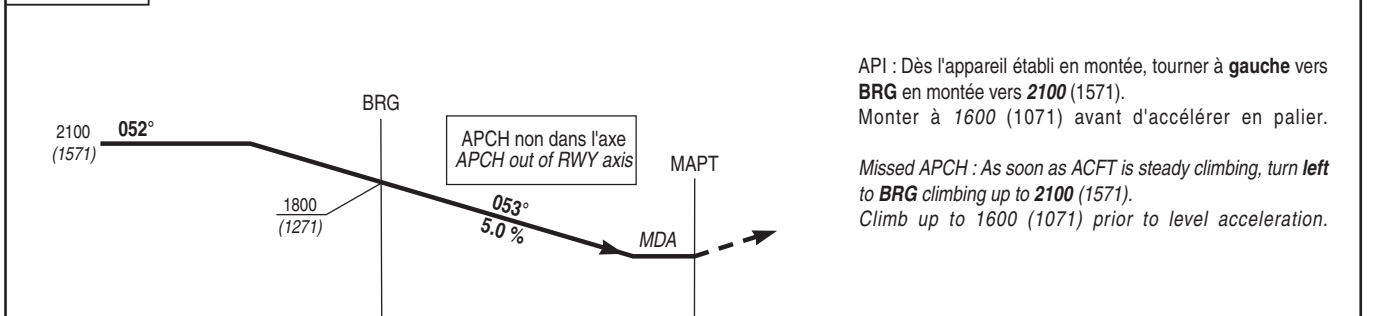 BRG
2100 052°
(1571)
APCH non dans l'axe
APCH out of RWY axis
MAPT
1800
(1271)
053°
5.0 %
MDA
API : Dès l'appareil établi en montée, tourner à gauche vers
BRG en montée vers 2100 (1571).
Monter à 1600 (1071) avant d'accélérer en palier.
Missed APCH : As soon as ACFT is steady climbing, turn left
to BRG climbing up to 2100 (1571).
Climb up to 1600 (1071) prior to level acceleration.